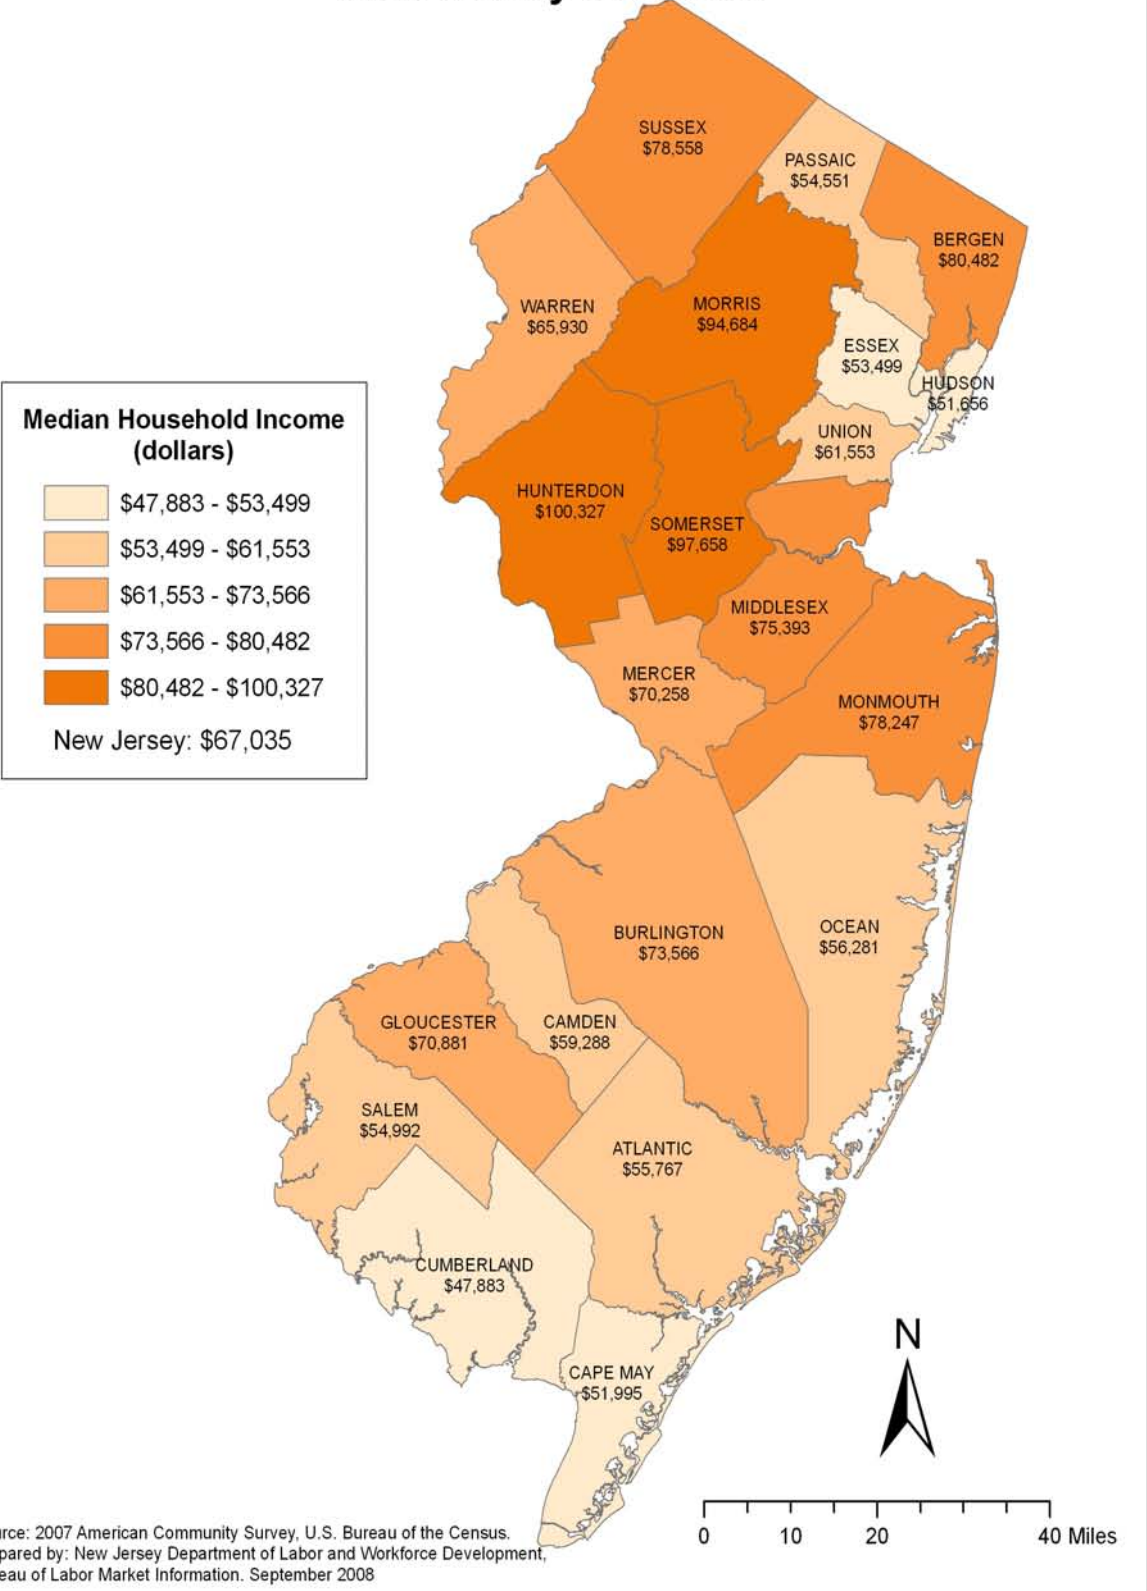 SUSSEX
$78,558
PASSAIC
$54,551
BERGEN
$80,482
WARREN
$65,930
MORRIS
$94,684
ESSEX
$53,499
HUDSON
$51,656
UNION
$61,553
Median Household Income
(dollars)
$47,883 - $53,499
$53,499 - $61,553
$61,553 - $73,566
$73,566 - $80,482
$80,482 - $100,327
New Jersey: $67,035
HUNTERDON
$100,327
SOMERSET
$97,658
MIDDLESEX
$75,393
MERCER
$70,258
MONMOUTH
$78,247
BURLINGTON
$73,566
OCEAN
$56,281
GLOUCESTER
$70,881
CAMDEN
$59,288
SALEM
$54,992
ATLANTIC
$55,767
CUMBERLAND
$47,883
CAPE MAY
$51,995
N
0 10 20 40 Miles
urce: 2007 American Community Survey, U.S. Bureau of the Census.
pared by: New Jersey Department of Labor and Workforce Development,
eau of Labor Market Information. September 2008